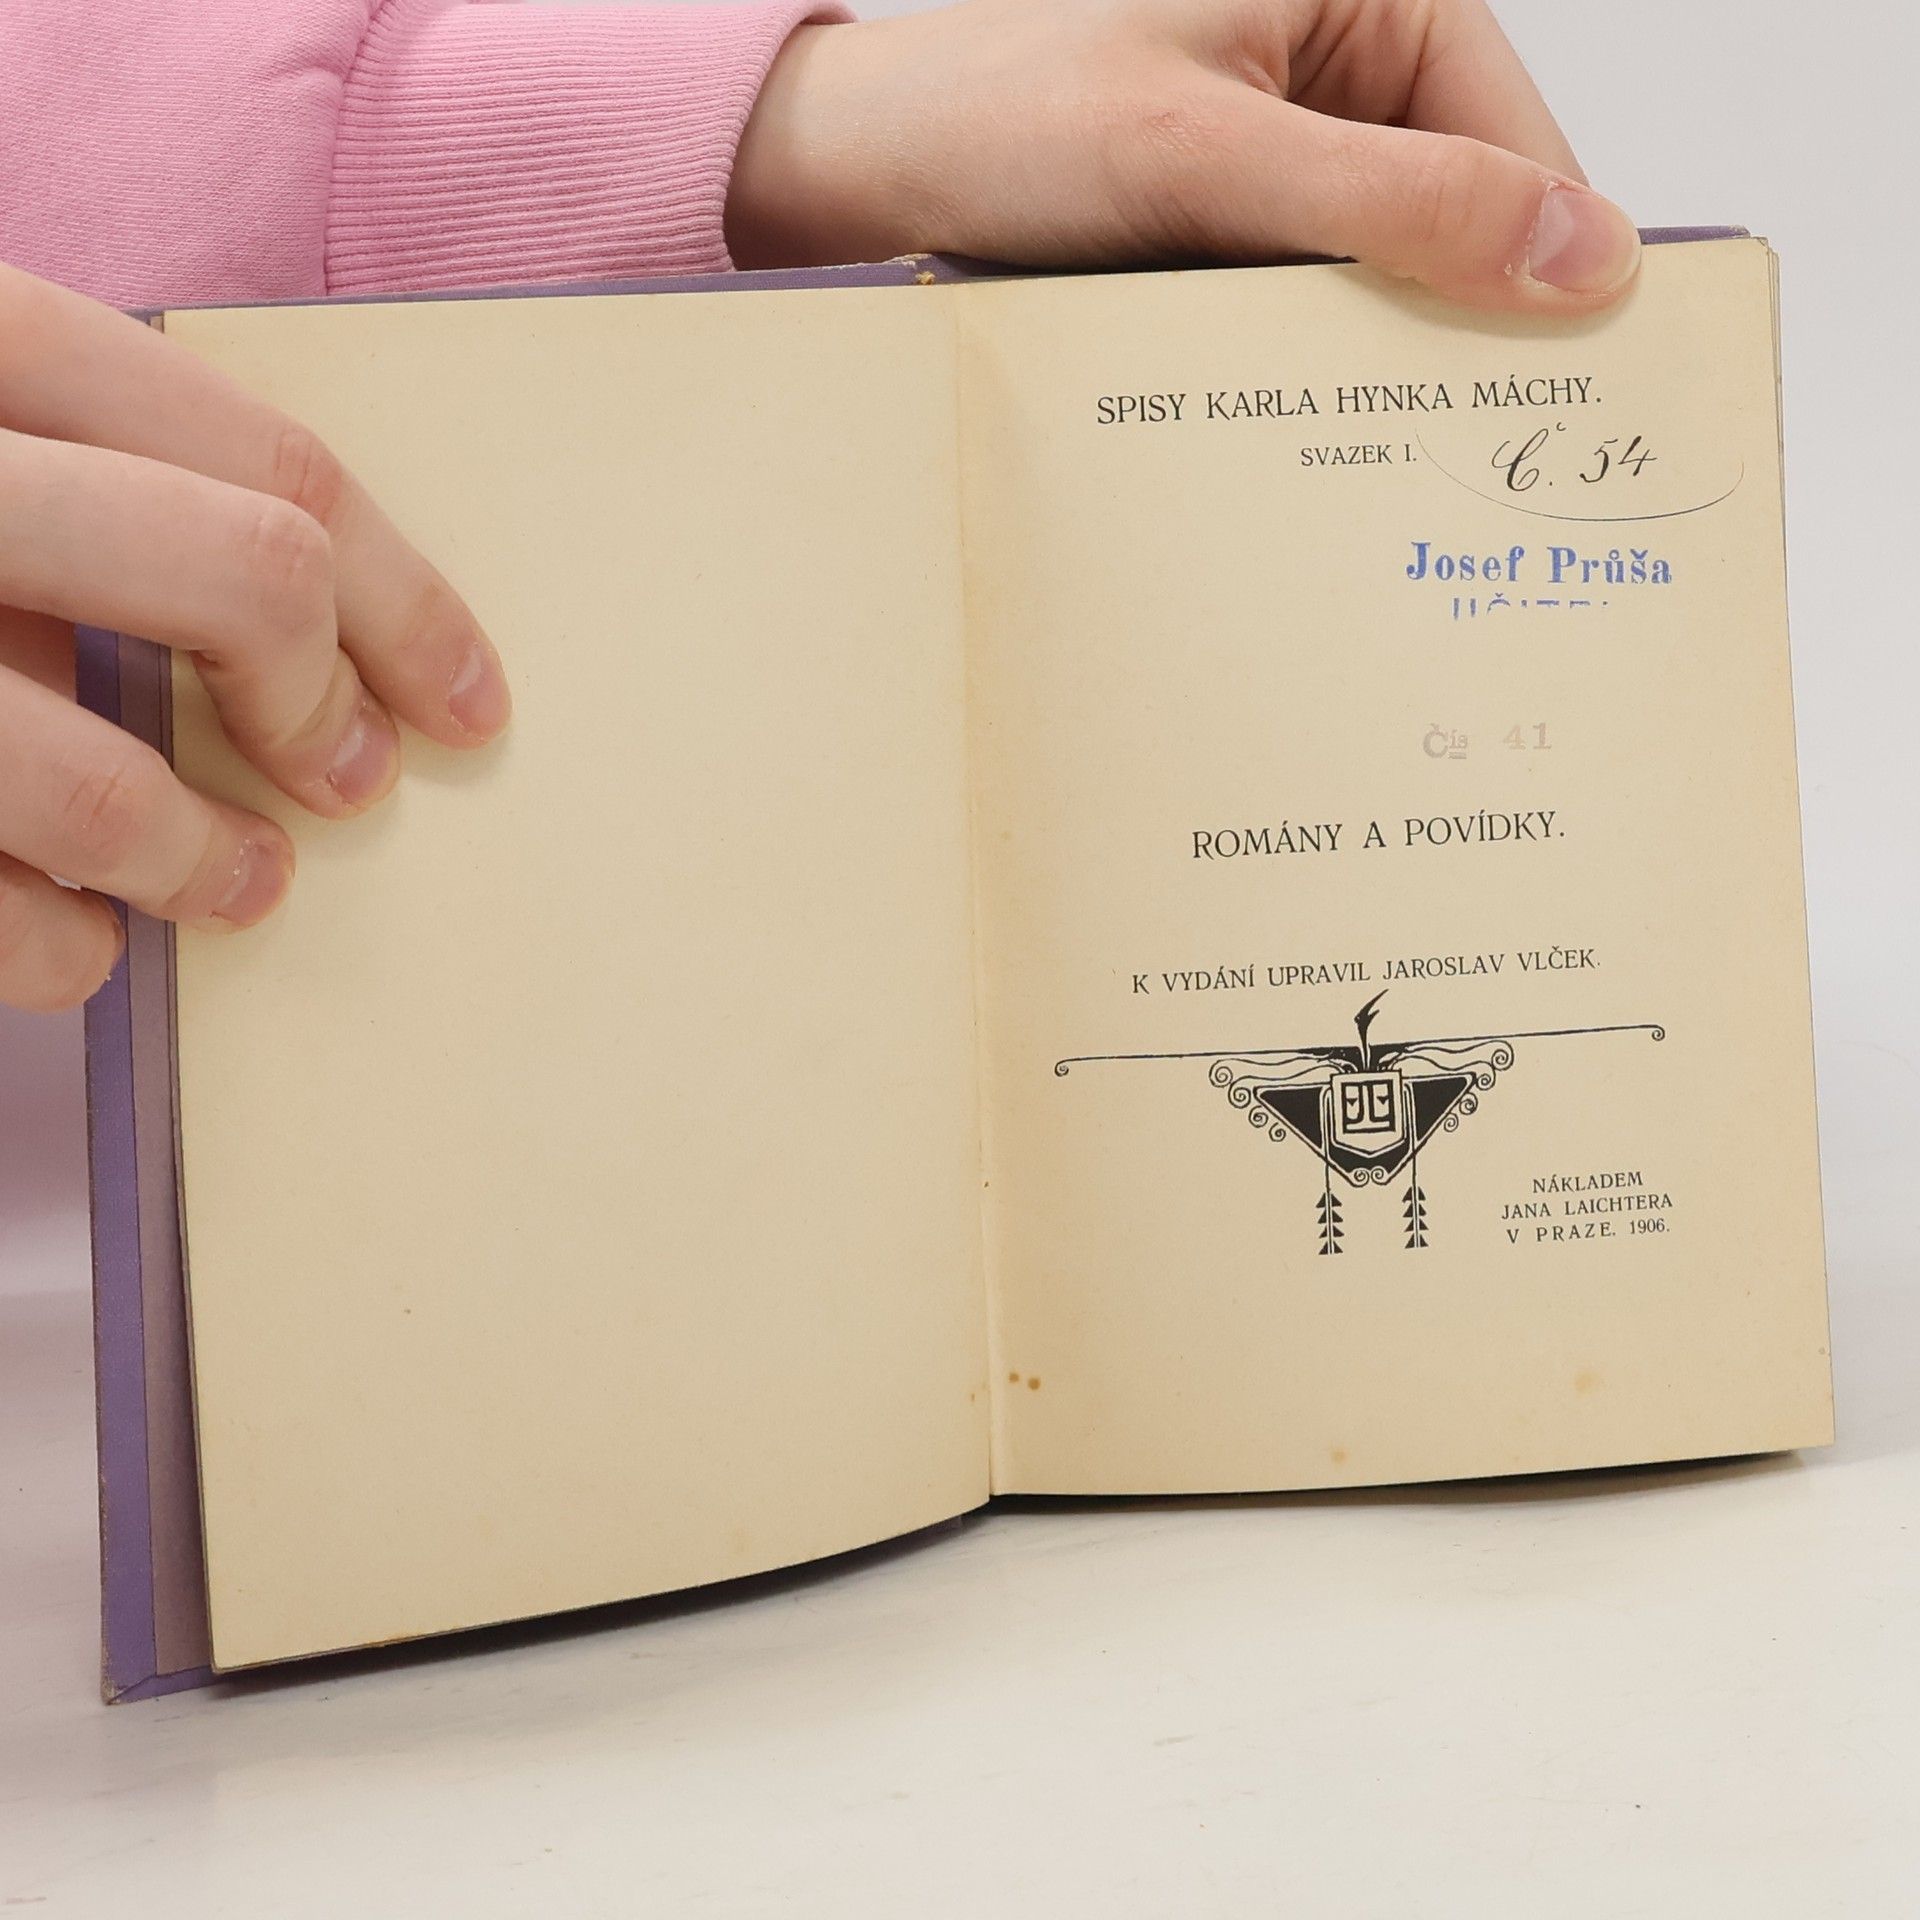 SPISY KARLA HYNKA MÁCHY.
SVAZEK I.
Č. 54
Josef Průša
Čís 41
ROMÁNY A POVÍDKY.
K VYDÁNÍ UPRAVIL JAROSLAV VLČEK.
JL
NÁKLADEM
JANA LAICHTERA
V PRAZE. 1906.